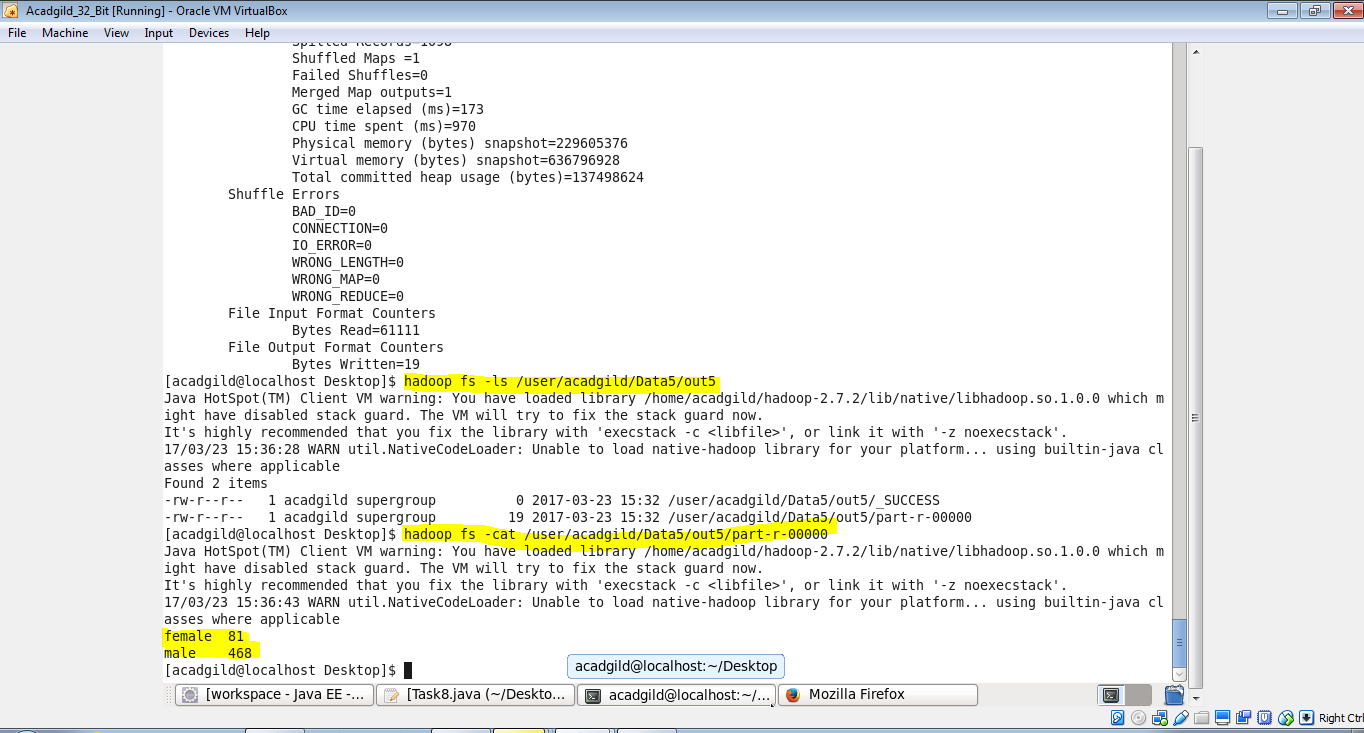 Acadgild_32_Bit [Running] - Oracle VM VirtualBox
File Machine View Input Devices Help
Spilled Records=1098
Shuffled Maps =1
Failed Shuffles=0
Merged Map outputs=1
GC time elapsed (ms)=173
CPU time spent (ms)=970
Physical memory (bytes) snapshot=229605376
Virtual memory (bytes) snapshot=636796928
Total committed heap usage (bytes)=137498624
Shuffle Errors
BAD_ID=0
CONNECTION=0
IO_ERROR=0
WRONG_LENGTH=0
WRONG_MAP=0
WRONG_REDUCE=0
File Input Format Counters
Bytes Read=61111
File Output Format Counters
Bytes Written=19
[acadgild@localhost Desktop]$ hadoop fs -ls /user/acadgild/Data5/out5
Java HotSpot(TM) Client VM warning: You have loaded library /home/acadgild/hadoop-2.7.2/lib/native/libhadoop.so.1.0.0 which m
ight have disabled stack guard. The VM will try to fix the stack guard now.
It's highly recommended that you fix the library with 'execstack -c <libfile>', or link it with '-z noexecstack'.
17/03/23 15:36:28 WARN util.NativeCodeLoader: Unable to load native-hadoop library for your platform... using builtin-java cl
asses where applicable
Found 2 items
-rw-r--r-- 1 acadgild supergroup 0 2017-03-23 15:32 /user/acadgild/Data5/out5/_SUCCESS
-rw-r--r-- 1 acadgild supergroup 19 2017-03-23 15:32 /user/acadgild/Data5/out5/part-r-00000
[acadgild@localhost Desktop]$ hadoop fs -cat /user/acadgild/Data5/out5/part-r-00000
Java HotSpot(TM) Client VM warning: You have loaded library /home/acadgild/hadoop-2.7.2/lib/native/libhadoop.so.1.0.0 which m
ight have disabled stack guard. The VM will try to fix the stack guard now.
It's highly recommended that you fix the library with 'execstack -c <libfile>', or link it with '-z noexecstack'.
17/03/23 15:36:43 WARN util.NativeCodeLoader: Unable to load native-hadoop library for your platform... using builtin-java cl
asses where applicable
female 81
male 468
[acadgild@localhost Desktop]$
acadgild@localhost:~/Desktop
[workspace - Java EE -... [Task8.java (~/Deskto... acadgild@localhost:~/... Mozilla Firefox
Right Ctrl